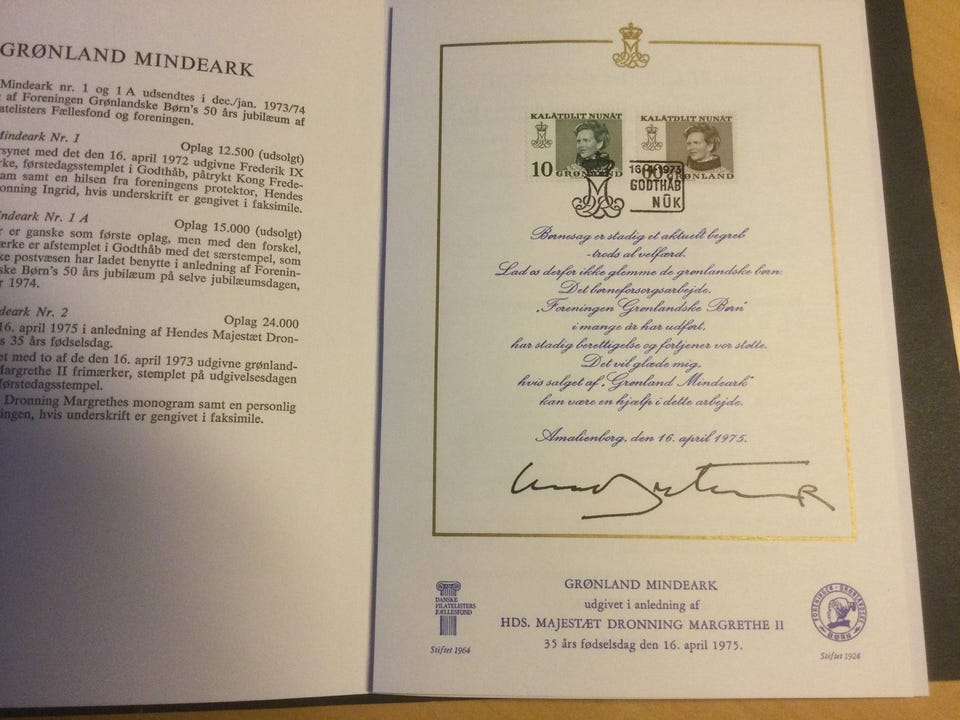 GRØNLAND MINDEARK
Mindeark nr. 1 og 1 A udsendtes i dec./jan. 1973/74
af Foreningen Grønlandske Børn's 50 års jubilæum af
atelisters Fællesfond og foreningen.
Mindeark Nr. 1
Oplag 12.500 (udsolgt)
rsynet med det den 16. april 1972 udgivne Frederik IX
rke, førstedagsstemplet i Godthåb, påtrykt Kong Frede-
am samt en hilsen fra foreningens protektor, Hendes
ronning Ingrid, hvis underskrift er gengivet i faksimile.
ndeark Nr. 1 A
Oplag 15.000 (udsolgt)
r er ganske som første oplag, men med den forskel,
ærke er afstemplet i Godthåb med det særstempel, som
ke postvæsen har ladet benytte i anledning af Forenin-
ske Børn's 50 års jubilæum på selve jubilæumsdagen,
r 1974.
deark Nr. 2
Oplag 24.000
16. april 1975 i anledning af Hendes Majestæt Dron-
s 35 års fødselsdag.
et med to af de den 16. april 1973 udgivne grønland-
Margrethe II frimærker, stemplet på udgivelsesdagen
førstedagsstempel.
Dronning Margrethes monogram samt en personlig
ningen, hvis underskrift er gengivet i faksimile.
KALÂTDLIT NUNÂT
10 GRØNLAND
KALÂTDLIT NUNÂT
60 GRØNLAND
16.4.1973
GODTHÅB
NÛK
Børnesag er stadig et aktuelt begreb
-trods al velfærd.
Lad os derfor ikke glemme de grønlandske børn.
Det børneforsorgsarbejde,
„Foreningen Grønlandske Børn"
i mange år har udført,
har stadig berettigelse og fortjener vor støtte.
Det vil glæde mig,
hvis salget af „Grønland Mindeark"
kan være en hjælp i dette arbejde.
Amalienborg, den 16. april 1975.
Margrethe R
DANSKE
FILATELISTERS
FÆLLESFOND
Stiftet 1964
GRØNLAND MINDEARK
udgivet i anledning af
HDS. MAJESTÆT DRONNING MARGRETHE II
35 års fødselsdag den 16. april 1975.
FORENINGEN GRØNLANDSKE
BØRN
Stiftet 1924